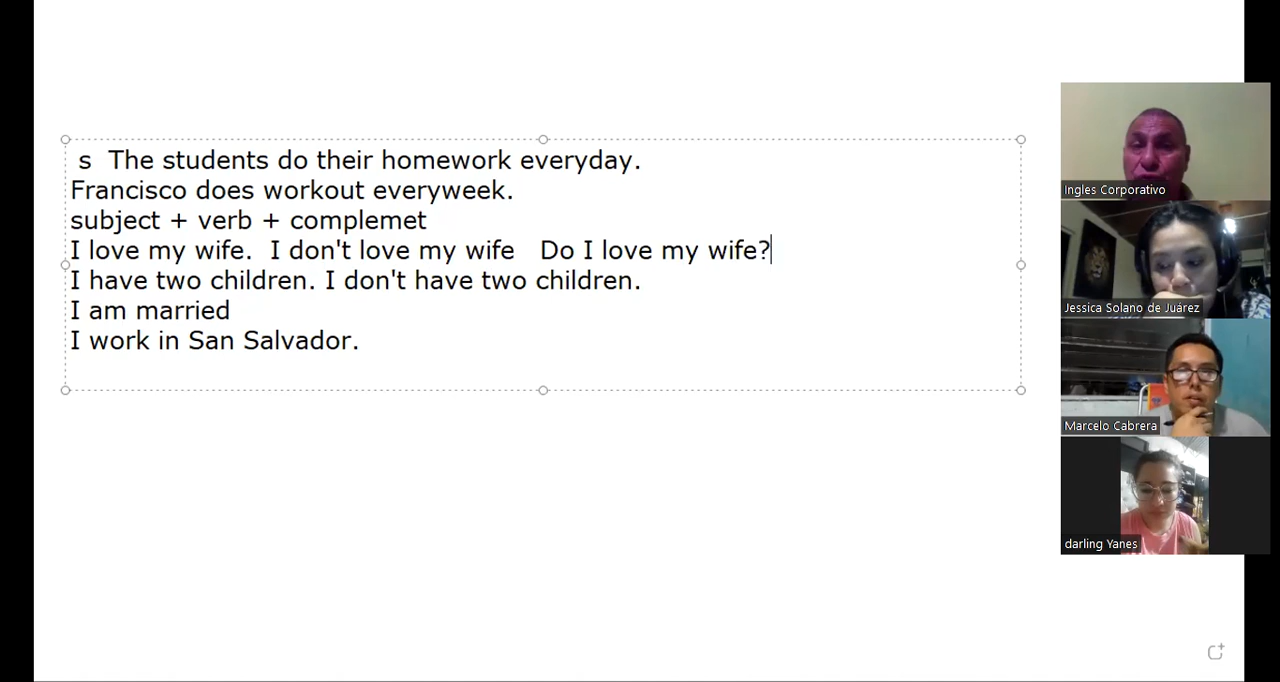 s The students do their homework everyday.
Francisco does workout everyweek.
subject + verb + complemet
I love my wife. I don't love my wife Do I love my wife?
I have two children. I don't have two children.
I am married
I work in San Salvador.
Ingles Corporativo
Jessica Solano de Juárez
Marcelo Cabrera
darling Yanes